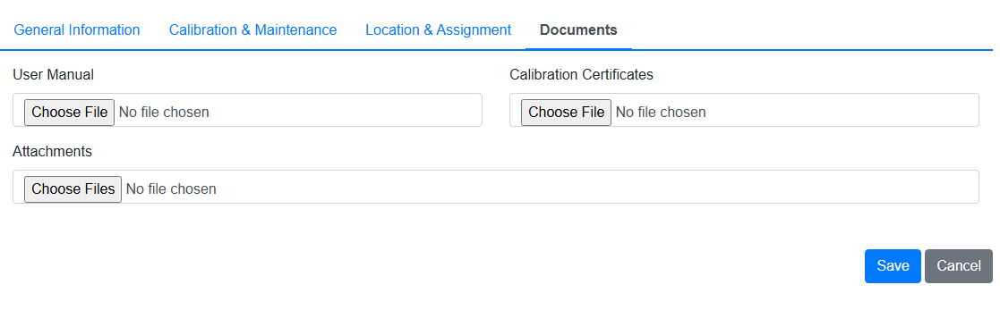 General Information Calibration & Maintenance Location & Assignment Documents
User Manual Calibration Certificates
Choose File No file chosen Choose File No file chosen
Attachments
Choose Files No file chosen
Save Cancel